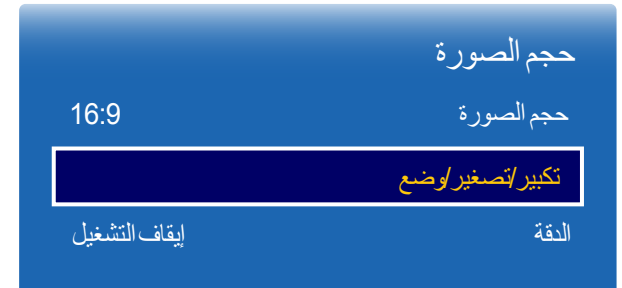 حجم الصورة
حجم الصورة 16:9
تكبير/تصغير/وضع
الدقة إيقاف التشغيل